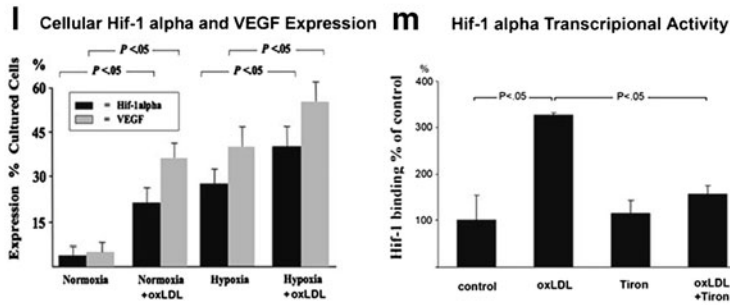 l Cellular Hif-1 alpha and VEGF Expression
P <.05 P <.05
% P <.05 P <.05
60
= Hif-1alpha
= VEGF
45
30
15
Expression % Cultured Cells
Normoxia Normoxia +oxLDL Hypoxia Hypoxia +oxLDL
m Hif-1 alpha Transcripional Activity
%
400
P<.05 P<.05
300
200
100
0
Hif-1 binding % of control
control oxLDL Tiron oxLDL +Tiron